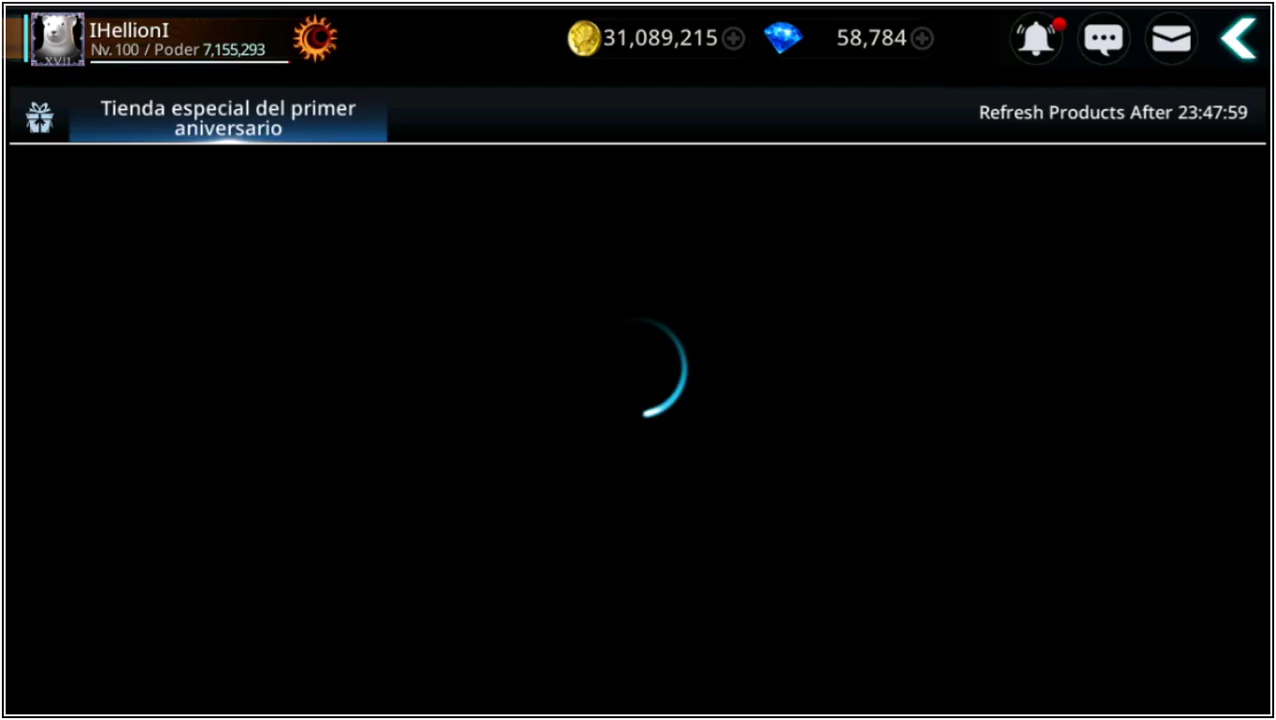 IHellionI
Nv. 100 / Poder 7,155,293
XVII
31,089,215
58,784
Tienda especial del primer
aniversario
Refresh Products After 23:47:59